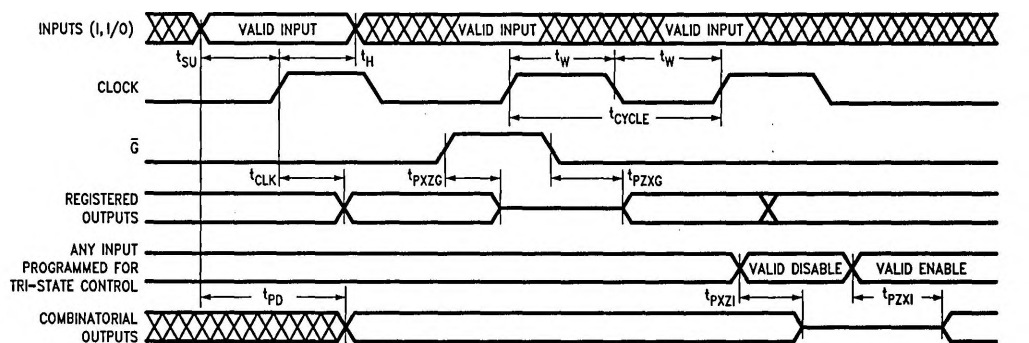 INPUTS (I, I/O)
VALID INPUT
VALID INPUT
VALID INPUT
tSU
tH
tW
tW
CLOCK
tCYCLE
G̅
tCLK
tPXZG
tPZXG
REGISTERED
OUTPUTS
ANY INPUT
PROGRAMMED FOR
TRI-STATE CONTROL
VALID DISABLE
VALID ENABLE
tPD
tPXZI
tPZXI
COMBINATORIAL
OUTPUTS